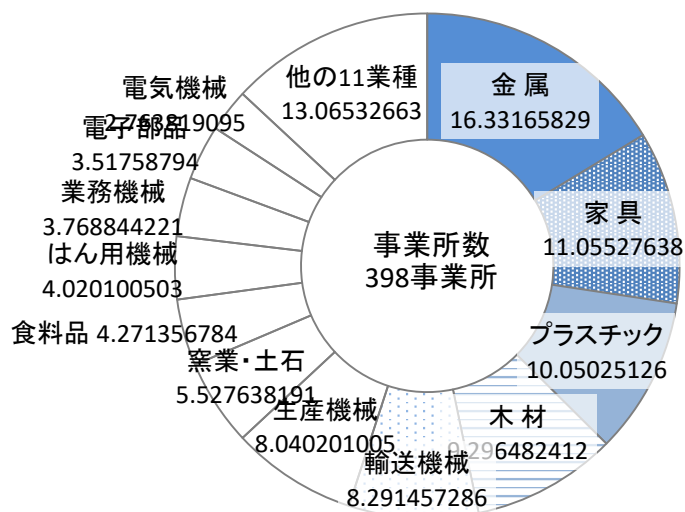 金 属
16.33165829
家 具
11.05527638
プラスチック
10.05025126
木 材
9.296482412
輸送機械
8.291457286
生産機械
8.040201005
窯業・土石
5.527638191
食料品 4.271356784
はん用機械
4.020100503
業務機械
3.768844221
電子部品
3.51758794
電気機械
2.763819095
他の11業種
13.06532663
事業所数
398事業所